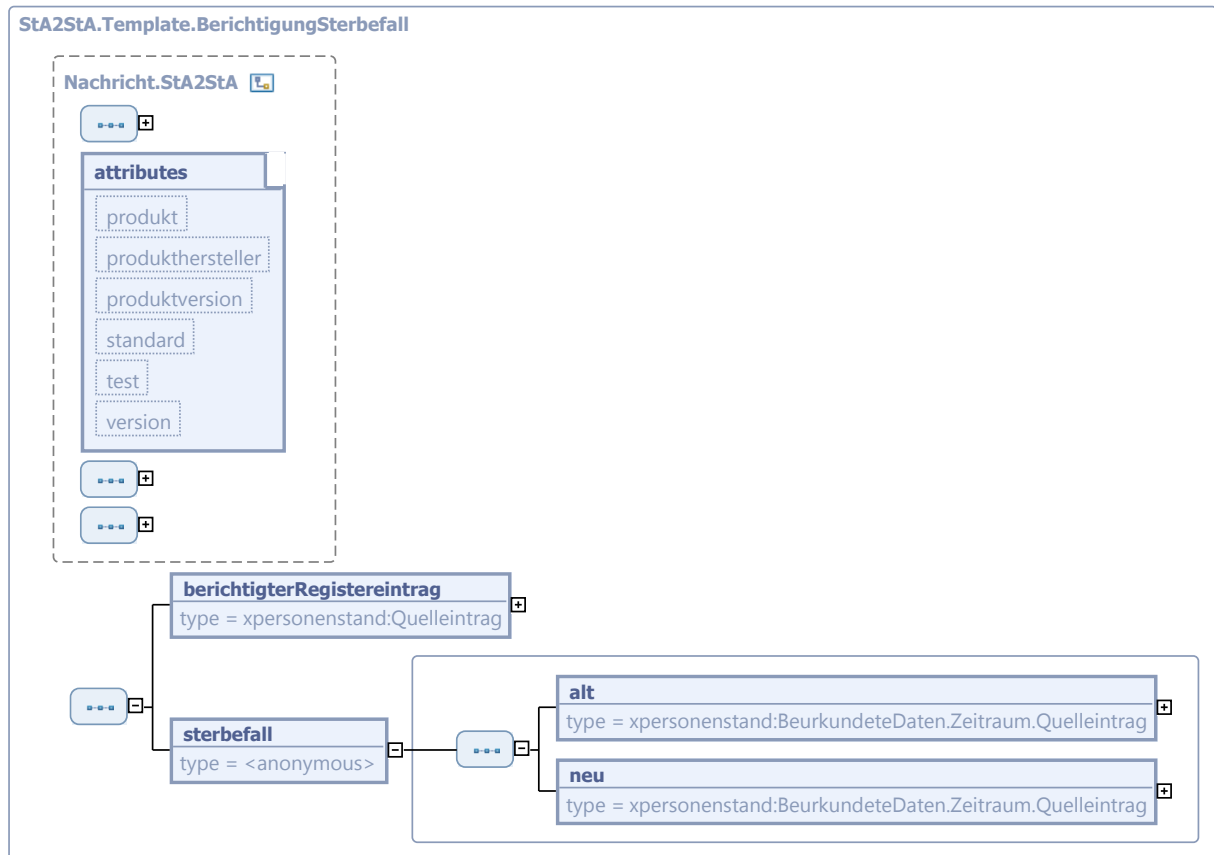 StA2StA.Template.BerichtigungSterbefall
Nachricht.StA2StA
attributes
produkt
produkthersteller
produktversion
standard
test
version
berichtigterRegistereintrag
type = xpersonenstand:Quelleintrag
sterbefall
type = <anonymous>
alt
type = xpersonenstand:BeurkundeteDaten.Zeitraum.Quelleintrag
neu
type = xpersonenstand:BeurkundeteDaten.Zeitraum.Quelleintrag